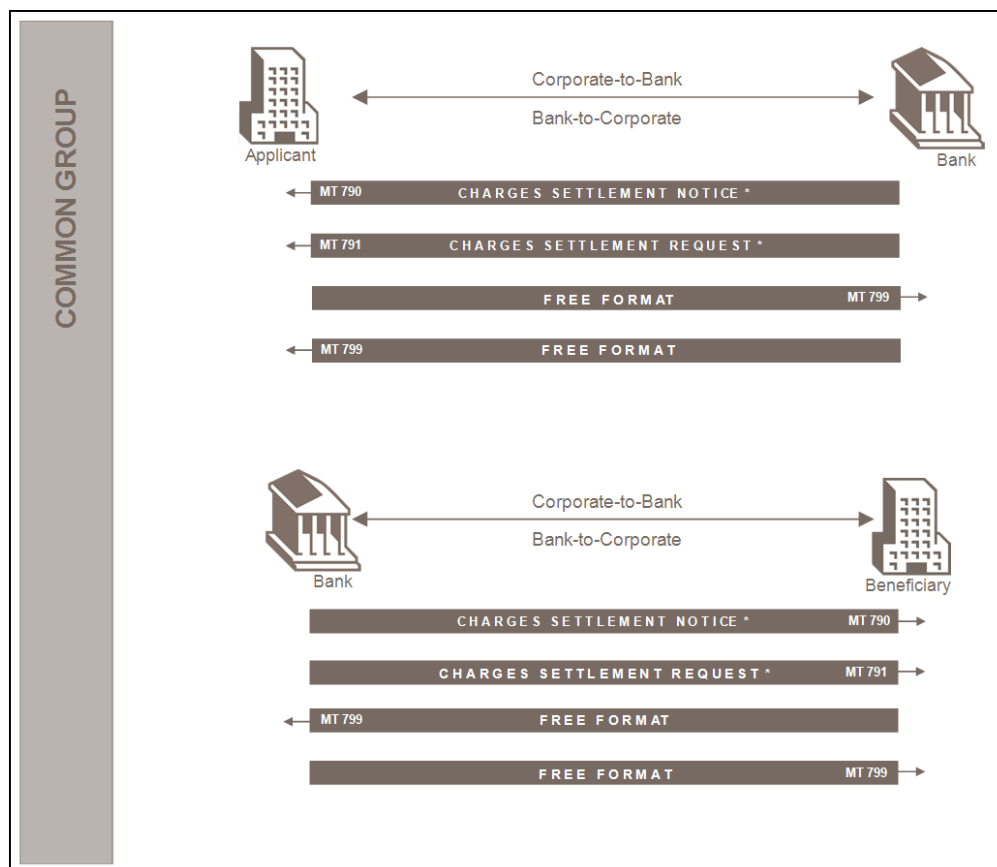 COMMON GROUP
Corporate-to-Bank
Bank-to-Corporate
Applicant
Bank
MT 790 CHARGES SETTLEMENT NOTICE *
MT 791 CHARGES SETTLEMENT REQUEST *
FREE FORMAT MT 799
MT 799 FREE FORMAT
Corporate-to-Bank
Bank-to-Corporate
Bank
Beneficiary
CHARGES SETTLEMENT NOTICE * MT 790
CHARGES SETTLEMENT REQUEST * MT 791
MT 799 FREE FORMAT
FREE FORMAT MT 799